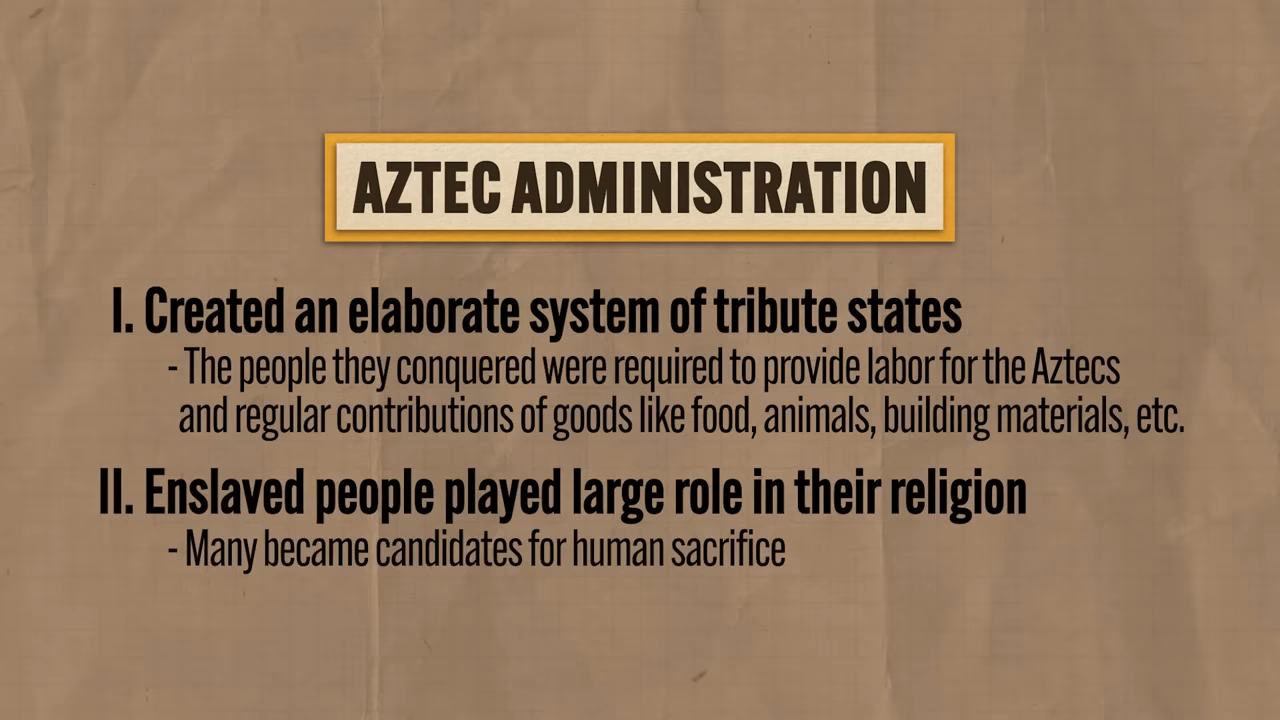 AZTEC ADMINISTRATION
I. Created an elaborate system of tribute states
- The people they conquered were required to provide labor for the Aztecs
and regular contributions of goods like food, animals, building materials, etc.
II. Enslaved people played large role in their religion
- Many became candidates for human sacrifice